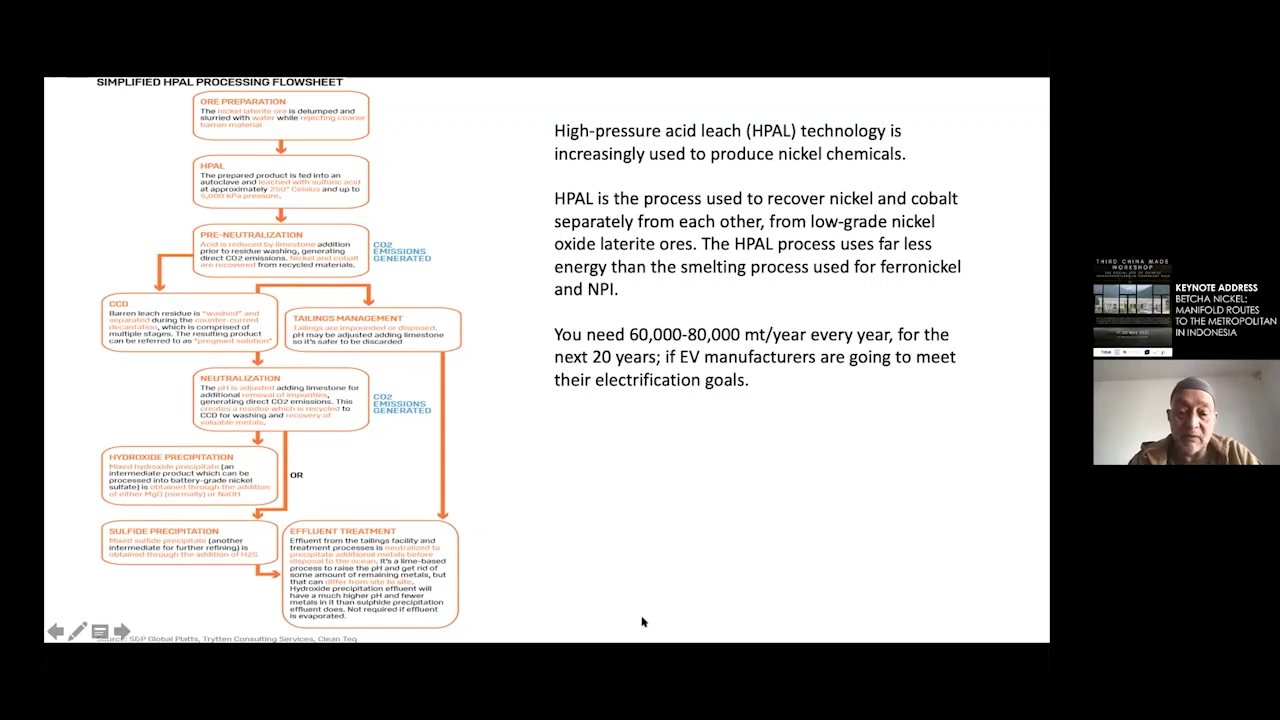 SIMPLIFIED HPAL PROCESSING FLOWSHEET
ORE PREPARATION
The nickel laterite ore is delumped and
slurried with water while rejecting coarse
barren material
HPAL
The prepared product is fed into an
autoclave and leached with sulfuric acid
at approximately 250° Celsius and up to
5,000 kPa pressure.
PRE-NEUTRALIZATION
Acid is reduced by limestone addition
prior to residue washing, generating
direct CO2 emissions. Nickel and cobalt
are recovered from recycled materials.
CO2
EMISSIONS
GENERATED
CCD
Barren leach residue is "washed" and
separated during the counter-current
decantation, which is comprised of
multiple stages. The resulting product
can be referred to as "pregnant solution"
TAILINGS MANAGEMENT
Tailings are impounded or disposed.
pH may be adjusted adding limestone
so it's safer to be discarded
NEUTRALIZATION
The pH is adjusted adding limestone for
additional removal of impurities,
generating direct CO2 emissions. This
creates a residue which is recycled to
CCD for washing and recovery of
valuable metals.
CO2
EMISSIONS
GENERATED
HYDROXIDE PRECIPITATION
Mixed hydroxide precipitate (an
intermediate product which can be
processed into battery-grade nickel
sulfate) is obtained through the addition
of either MgO (normally) or NaOH
OR
SULFIDE PRECIPITATION
Mixed sulfide precipitate (another
intermediate for further refining) is
obtained through the addition of H2S
EFFLUENT TREATMENT
Effluent from the tailings facility and
treatment processes is neutralized to
precipitate additional metals before
disposal to the ocean. It's a lime-based
process to raise the pH and get rid of
some amount of remaining metals, but
that can differ from site to site.
Hydroxide precipitation effluent will
have a much higher pH and fewer
metals in it than sulphide precipitation
effluent does. Not required if effluent
is evaporated.
Source: S&P Global Platts, Trytten Consulting Services, Clean Teq
High-pressure acid leach (HPAL) technology is
increasingly used to produce nickel chemicals.
HPAL is the process used to recover nickel and cobalt
separately from each other, from low-grade nickel
oxide laterite ores. The HPAL process uses far less
energy than the smelting process used for ferronickel
and NPI.
You need 60,000-80,000 mt/year every year, for the
next 20 years; if EV manufacturers are going to meet
their electrification goals.
THIRD CHINA MADE
WORKSHOP
KEYNOTE ADDRESS
BETCHA NICKEL:
MANIFOLD ROUTES
TO THE METROPOLITAN
IN INDONESIA